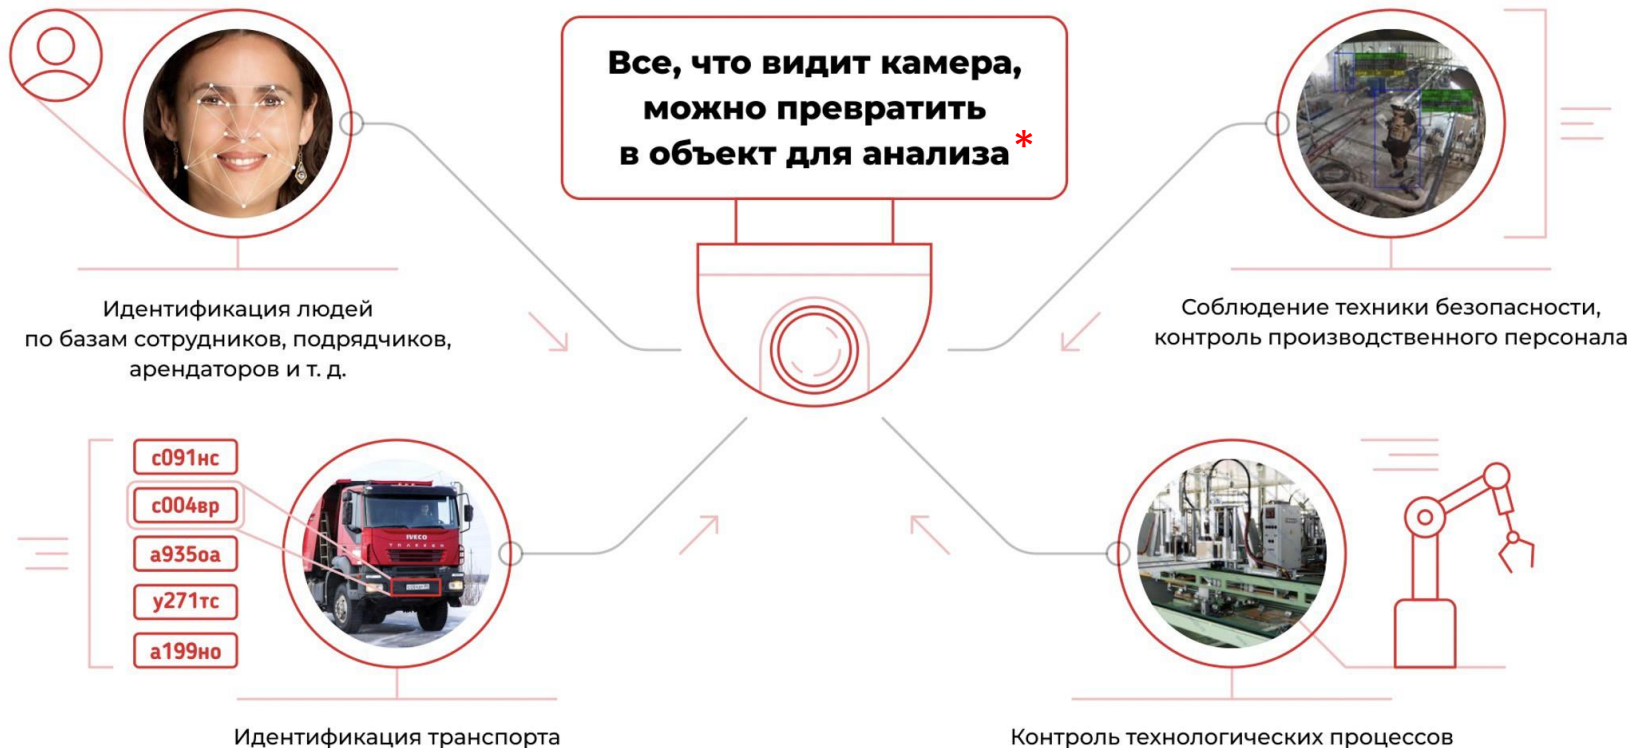 Все, что видит камера,
можно превратить
в объект для анализа*
Идентификация людей
по базам сотрудников, подрядчиков,
арендаторов и т. д.
Соблюдение техники безопасности,
контроль производственного персонала
с091нс
с004вр
а935оа
у271тс
а199но
IVECO
Идентификация транспорта
Контроль технологических процессов